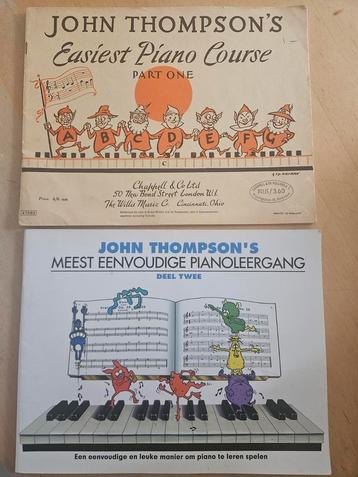 JOHN THOMPSON'S
Easiest Piano Course
PART ONE
A B C D E F G
C
Chappell & Co Ltd
50 New Bond Street London W.1.
The Willis Music Co. Cincinnati, Ohio
JOHN THOMPSON'S
MEEST EENVOUDIGE PIANOLEERGANG
DEEL TWEE
Een eenvoudige en leuke manier om piano te leren spelen